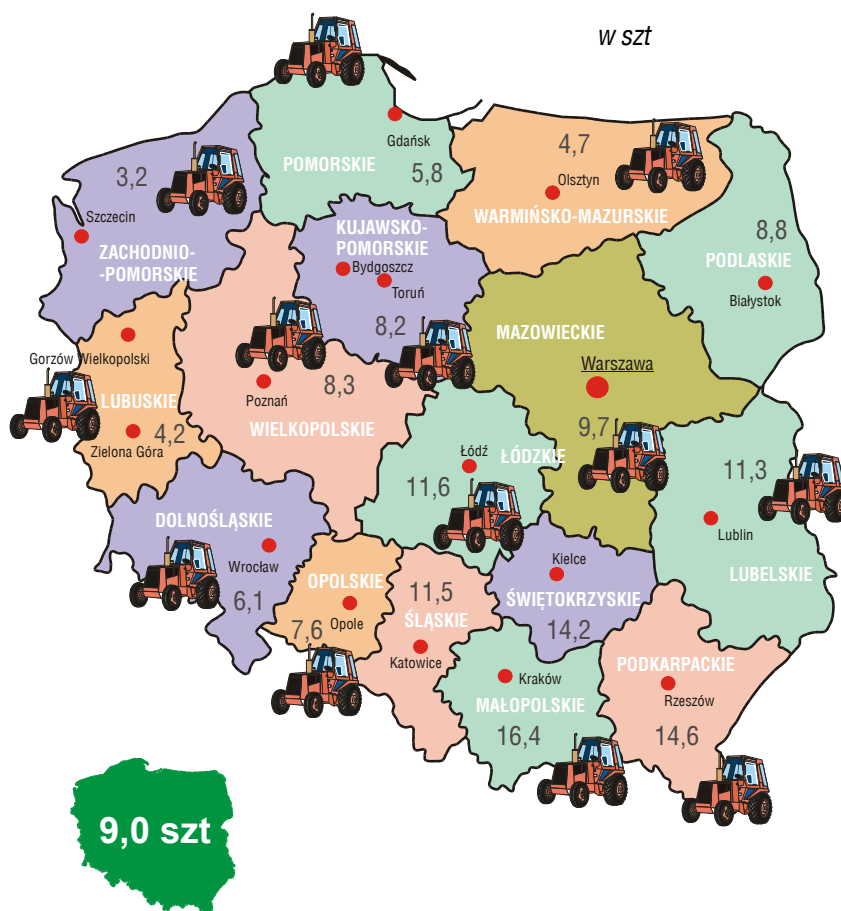 w szt
Gdańsk
POMORSKIE
5,8
4,7
Olsztyn
WARMIŃSKO-MAZURSKIE
3,2
Szczecin
ZACHODNIO-
-POMORSKIE
KUJAWSKO-
POMORSKIE
Bydgoszcz
Toruń
8,2
8,8
PODLASKIE
Białystok
MAZOWIECKIE
Warszawa
9,7
Gorzów Wielkopolski
LUBUSKIE
4,2
Zielona Góra
Poznań
8,3
WIELKOPOLSKIE
Łódź
ŁÓDZKIE
11,6
11,3
Lublin
LUBELSKIE
DOLNOŚLĄSKIE
Wrocław
6,1
OPOLSKIE
Opole
7,6
11,5
ŚLĄSKIE
Katowice
Kielce
ŚWIĘTOKRZYSKIE
14,2
Kraków
MAŁOPOLSKIE
16,4
PODKARPACKIE
Rzeszów
14,6
9,0 szt